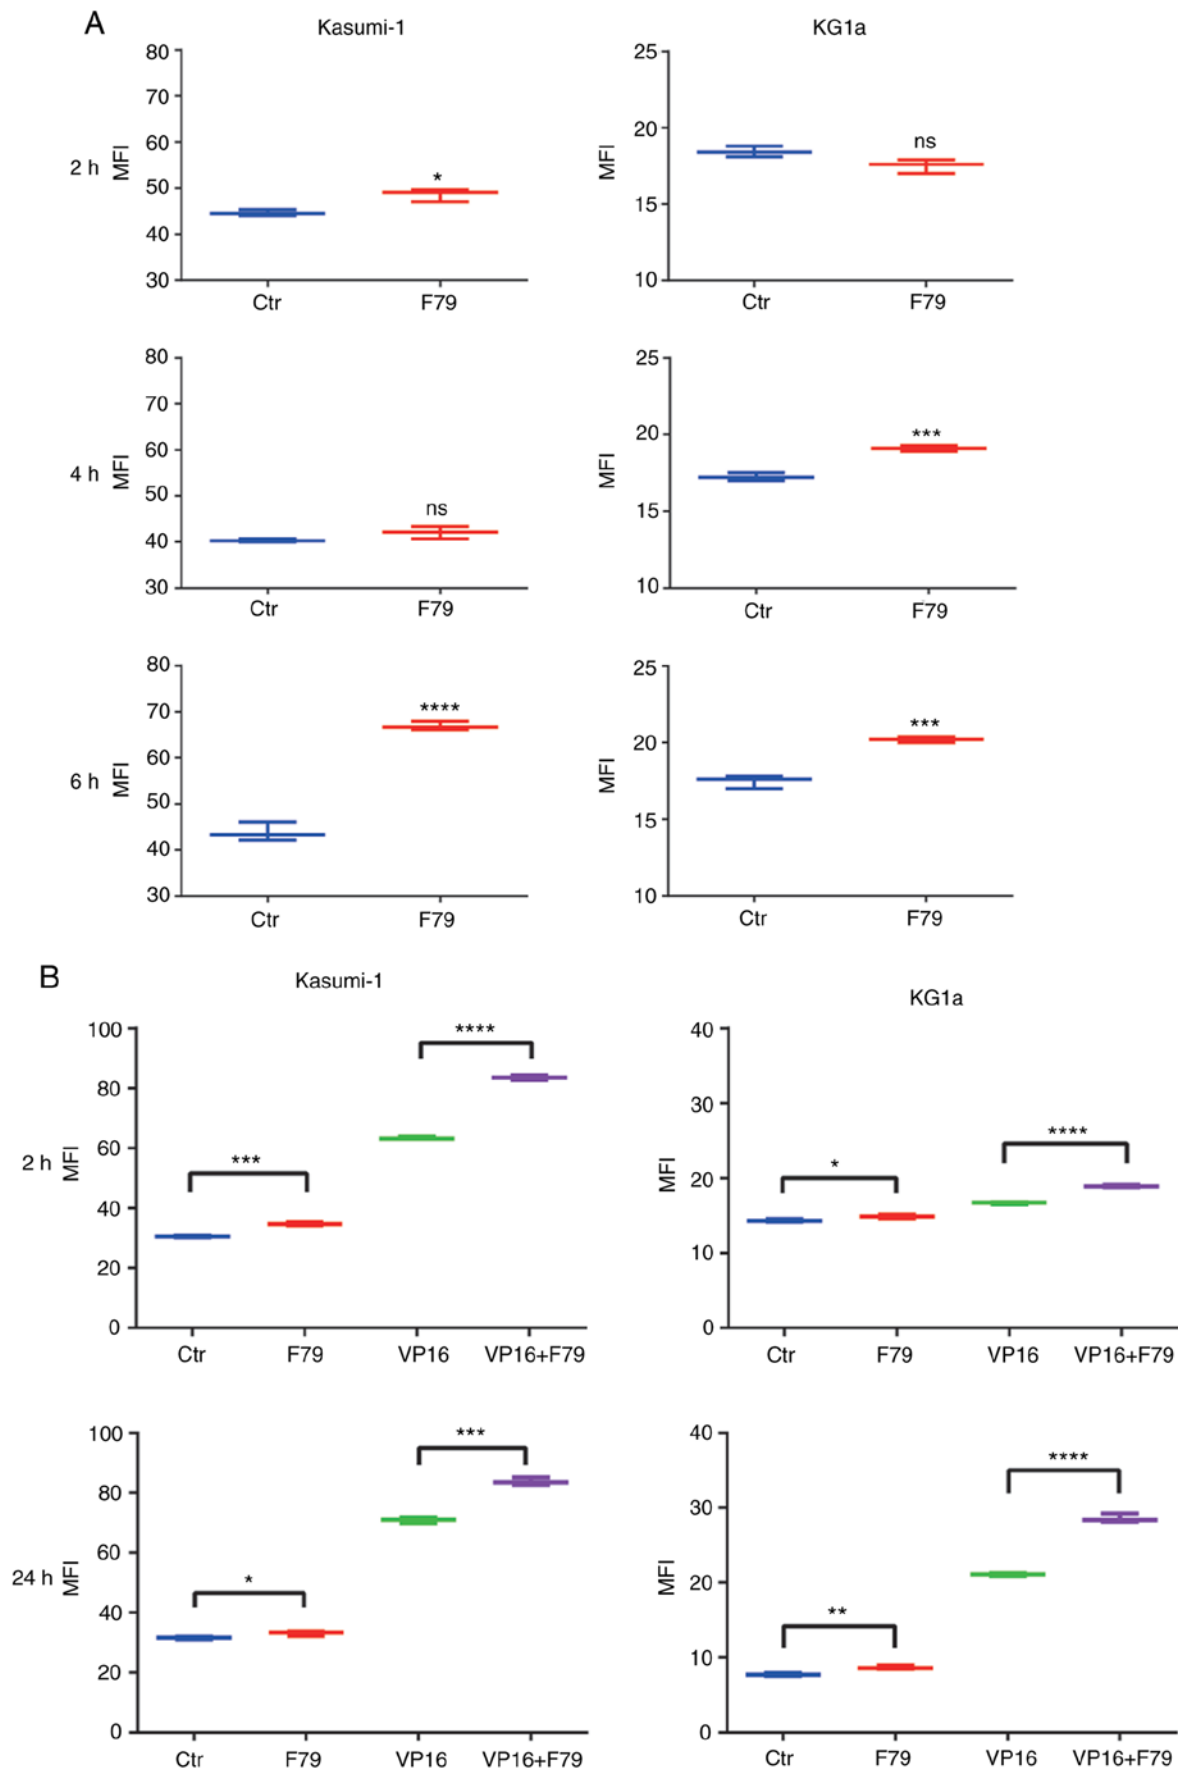 A
Kasumi-1
KG1a
2 h
MFI
80
70
60
50
40
30
*
Ctr
F79
MFI
25
20
15
10
ns
Ctr
F79
4 h
MFI
80
70
60
50
40
30
ns
Ctr
F79
MFI
25
20
15
10
***
Ctr
F79
6 h
MFI
80
70
60
50
40
30
****
Ctr
F79
MFI
25
20
15
10
***
Ctr
F79
B
Kasumi-1
KG1a
2 h
MFI
100
80
60
40
20
0
***
****
Ctr
F79
VP16
VP16+F79
MFI
40
30
20
10
0
*
****
Ctr
F79
VP16
VP16+F79
24 h
MFI
100
80
60
40
20
0
*
***
Ctr
F79
VP16
VP16+F79
MFI
40
30
20
10
0
**
****
Ctr
F79
VP16
VP16+F79